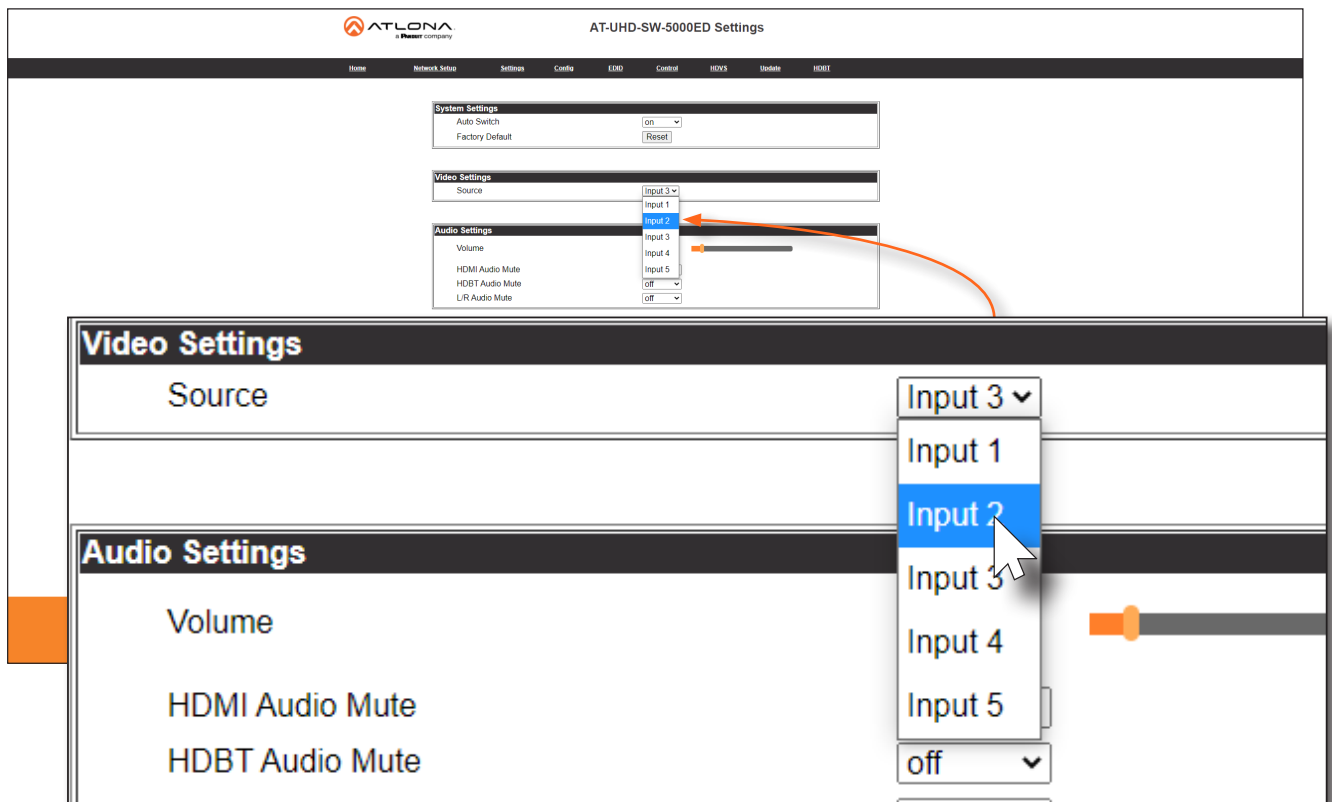 ATLONA
a PANDUIT company
AT-UHD-SW-5000ED Settings
Home Network Setup Settings Config EDID Control HDVS Update HDBT
System Settings
Auto Switch on
Factory Default Reset
Video Settings
Source Input 3
Input 1
Input 2
Input 3
Input 4
Input 5
Audio Settings
Volume
HDMI Audio Mute
HDBT Audio Mute off
L/R Audio Mute off
Video Settings
Source Input 3
Input 1
Input 2
Input 3
Input 4
Input 5
Audio Settings
Volume
HDMI Audio Mute
HDBT Audio Mute off